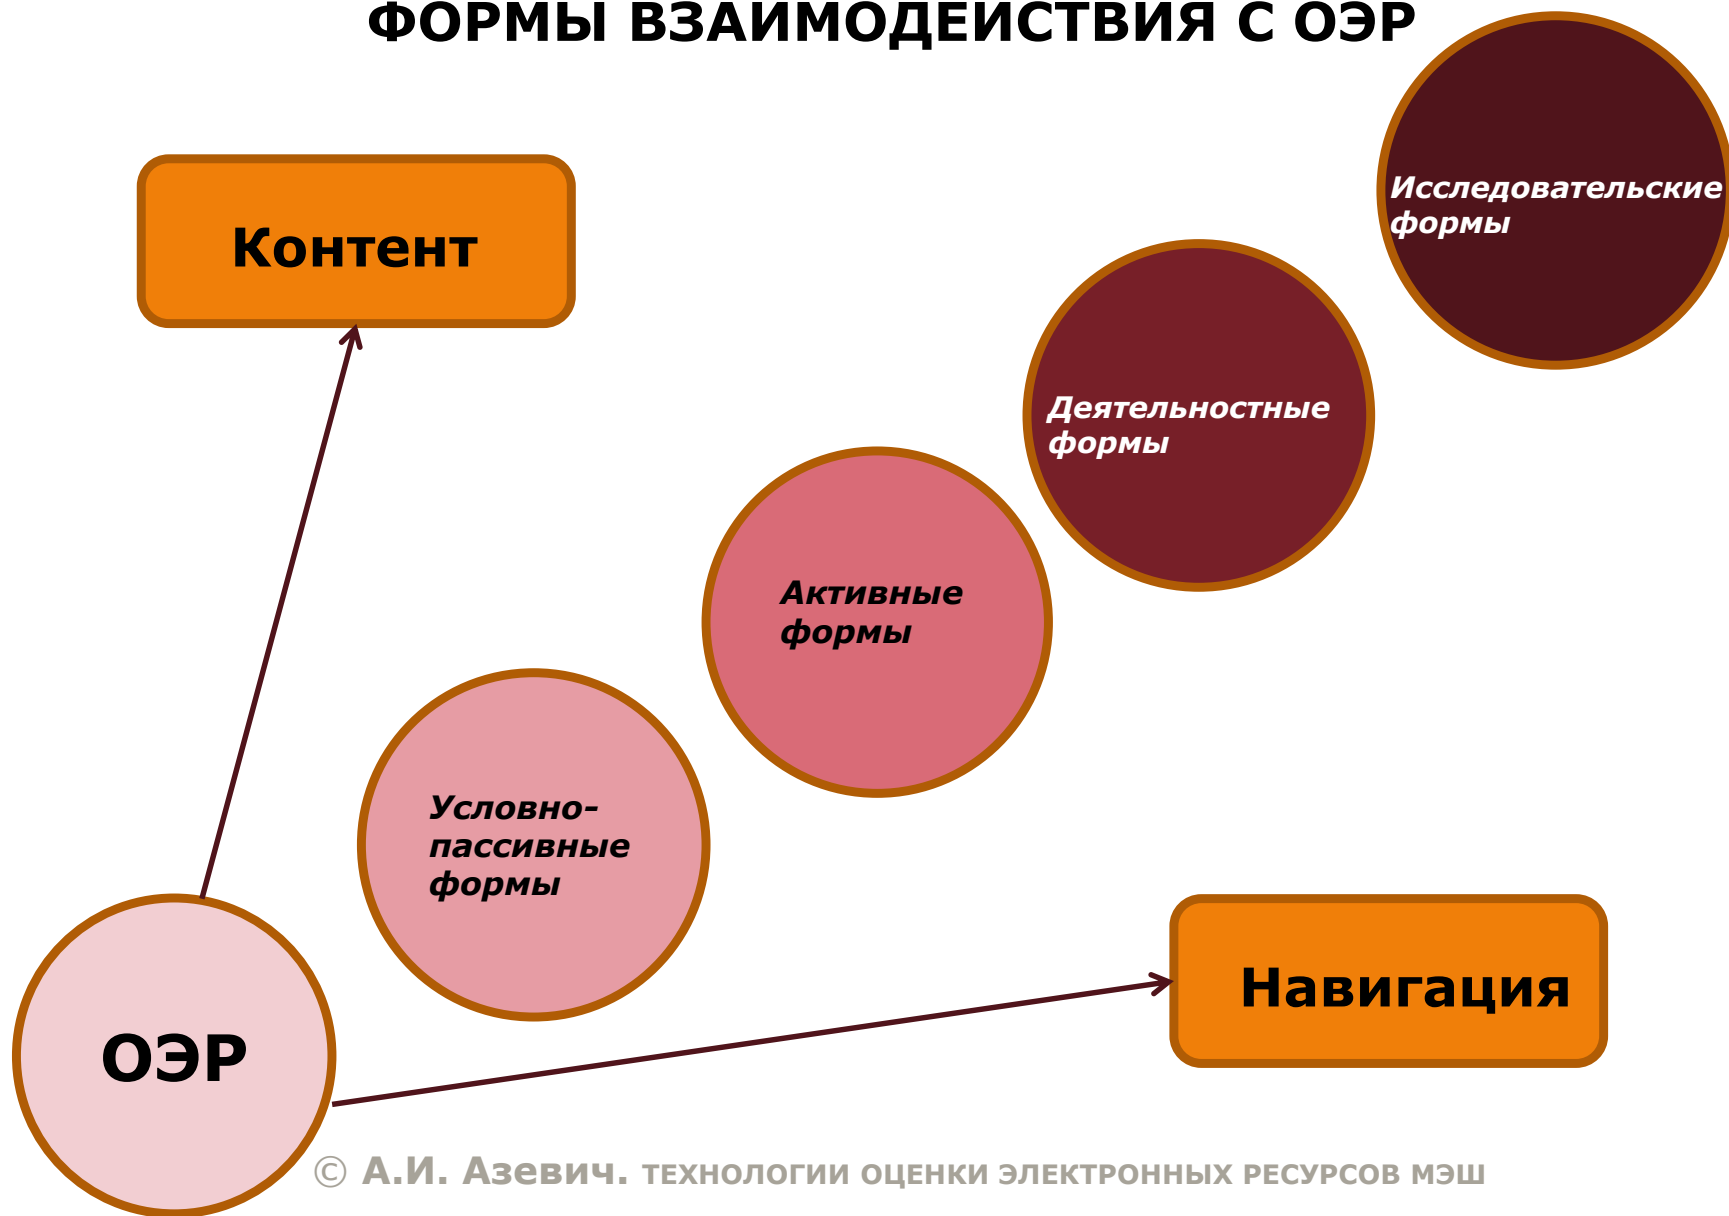 ФОРМЫ ВЗАИМОДЕЙСТВИЯ С ОЭР
Исследовательские
формы
Контент
Деятельностные
формы
Активные
формы
Условно-
пассивные
формы
Навигация
ОЭР
© А.И. Азевич. ТЕХНОЛОГИИ ОЦЕНКИ ЭЛЕКТРОННЫХ РЕСУРСОВ МЭШ